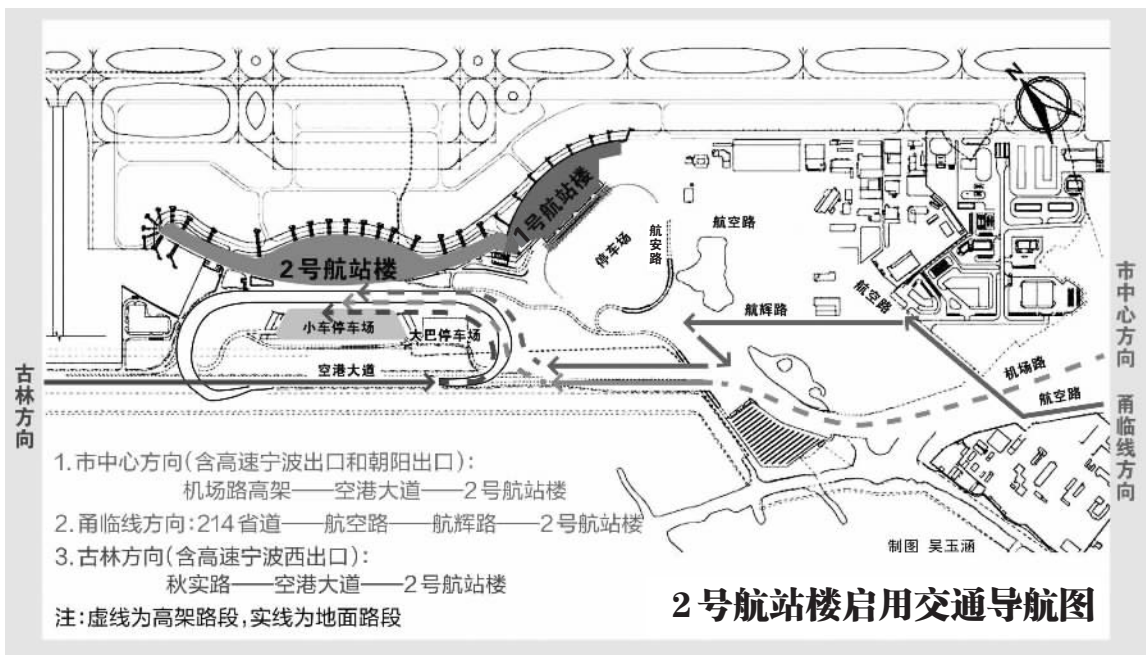 N
1号航站楼
2号航站楼
停车场
航安路
航空路
航空路
航辉路
小车停车场
大巴停车场
空港大道
机场路
航空路
古林方向
市中心方向
甬临线方向
1.市中心方向(含高速宁波出口和朝阳出口):
机场路高架——空港大道——2号航站楼
2.甬临线方向:214省道——航空路——航辉路——2号航站楼
3.古林方向(含高速宁波西出口):
秋实路——空港大道——2号航站楼
注:虚线为高架路段,实线为地面路段
制图 吴玉涵
2号航站楼启用交通导航图